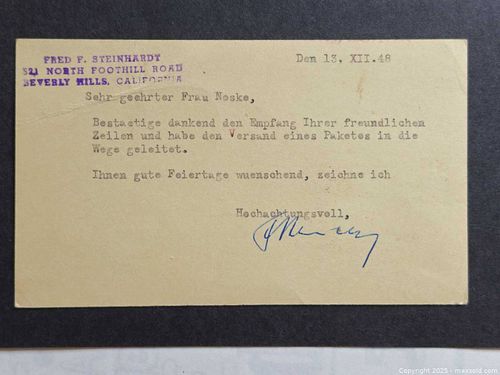 FRED F. STEINHARDT
521 NORTH FOOTHILL ROAD
BEVERLY HILLS, CALIFORNIA
Den 13. XII.48
Sehr geehrter Frau Noske,
Bestaetige dankend den Empfang Ihrer freundlichen
Zeilen und habe den Versand eines Paketes in die
Wege geleitet.
Ihnen gute Feiertage wuenschend, zeichne ich
Hochachtungsvoll,
Copyright 2025 - maxsold.com